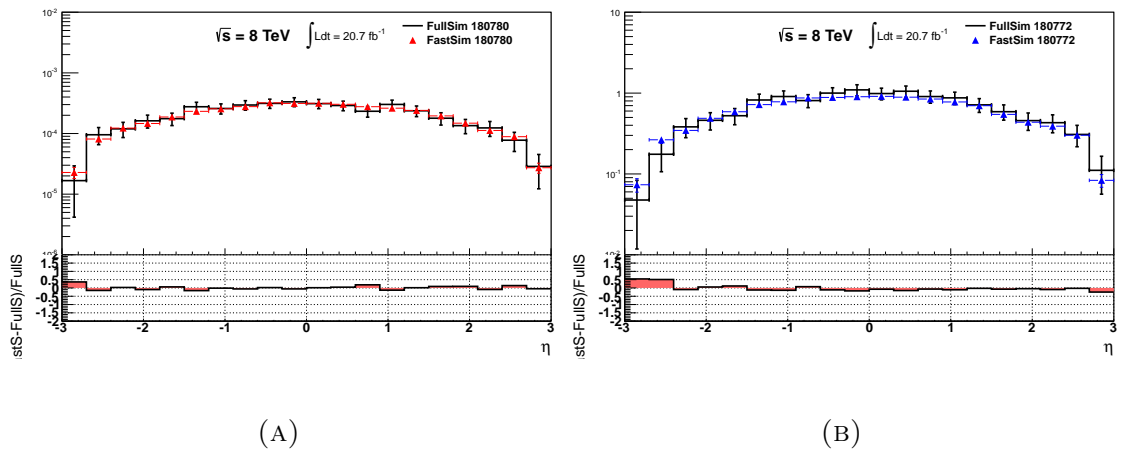 √s = 8 TeV ∫Ldt = 20.7 fb⁻¹
FullSim 180780
FastSim 180780
10⁻²
10⁻³
10⁻⁴
10⁻⁵
stS-FullS)/FullS
1.5
1
0.5
0
-0.5
-1
-1.5
-2
-3 -2 -1 0 1 2 3
η
(A)
√s = 8 TeV ∫Ldt = 20.7 fb⁻¹
FullSim 180772
FastSim 180772
10
1
10⁻¹
stS-FullS)/FullS
1.5
1
0.5
0
-0.5
-1
-1.5
-2
-3 -2 -1 0 1 2 3
η
(B)